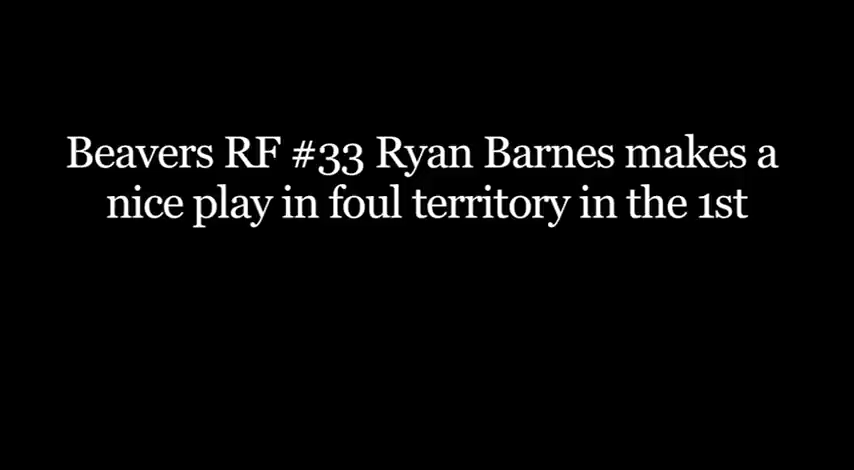 Beavers RF #33 Ryan Barnes makes a
nice play in foul territory in the 1st